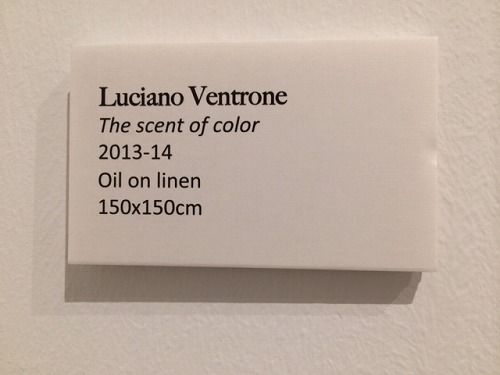 Luciano Ventrone
The scent of color
2013-14
Oil on linen
150x150cm